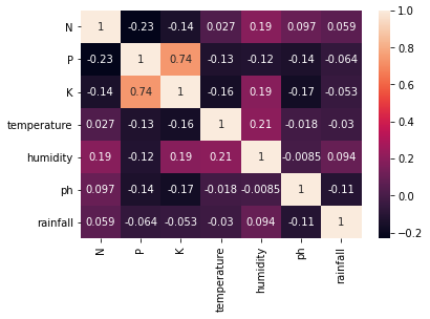 N 1 -0.23 -0.14 0.027 0.19 0.097 0.059
P -0.23 1 0.74 -0.13 -0.12 -0.14 -0.064
K -0.14 0.74 1 -0.16 0.19 -0.17 -0.053
temperature 0.027 -0.13 -0.16 1 0.21 -0.018 -0.03
humidity 0.19 -0.12 0.19 0.21 1 -0.0085 0.094
ph 0.097 -0.14 -0.17 -0.018 -0.0085 1 -0.11
rainfall 0.059 -0.064 -0.053 -0.03 0.094 -0.11 1
N P K temperature humidity ph rainfall
1.0
0.8
0.6
0.4
0.2
0.0
-0.2